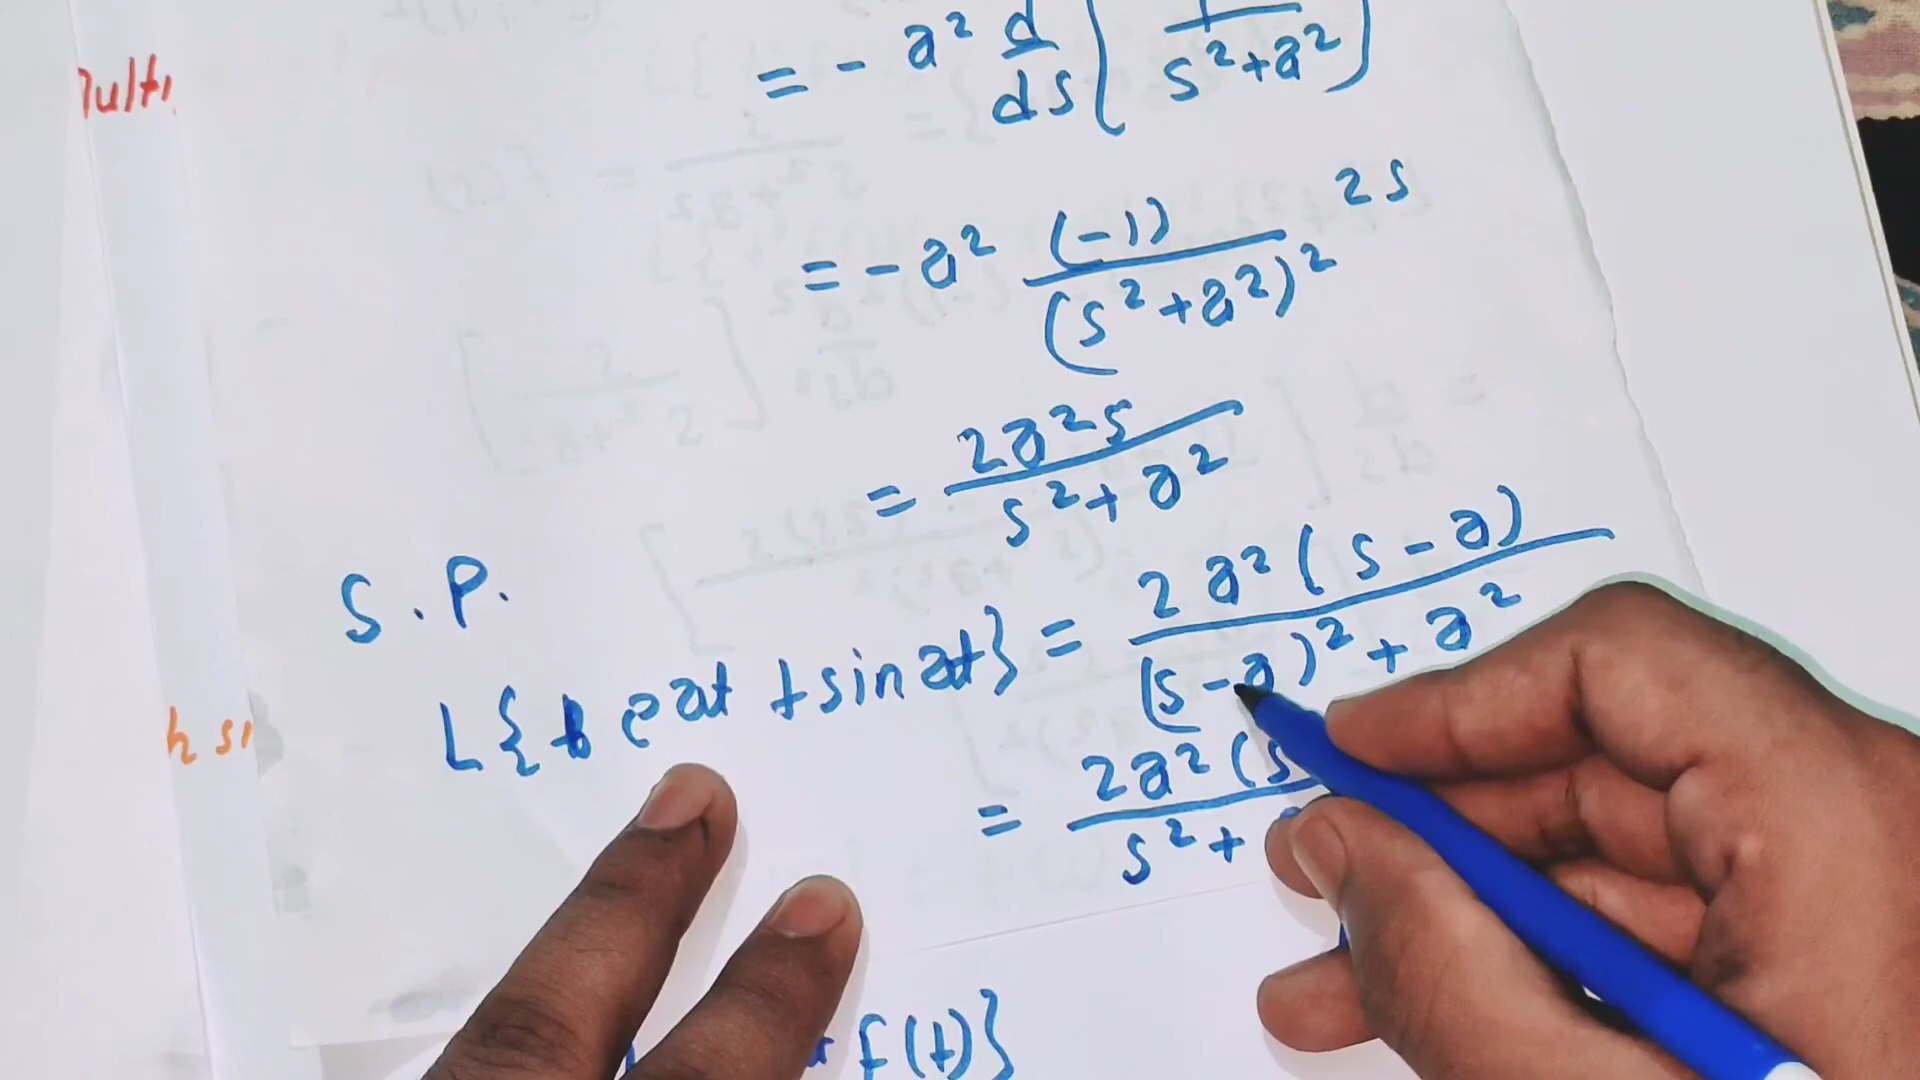 = - a² d/ds { 1/(s²+a²) }
= - a² (-1)/(s²+a²)² 2s
= 2a²s/(s²+a²)
S.P.
L{ e at t sin at} = 2a²(s-a)/((s-a)²+a²)
= 2a²(s
s²+
f(t)}